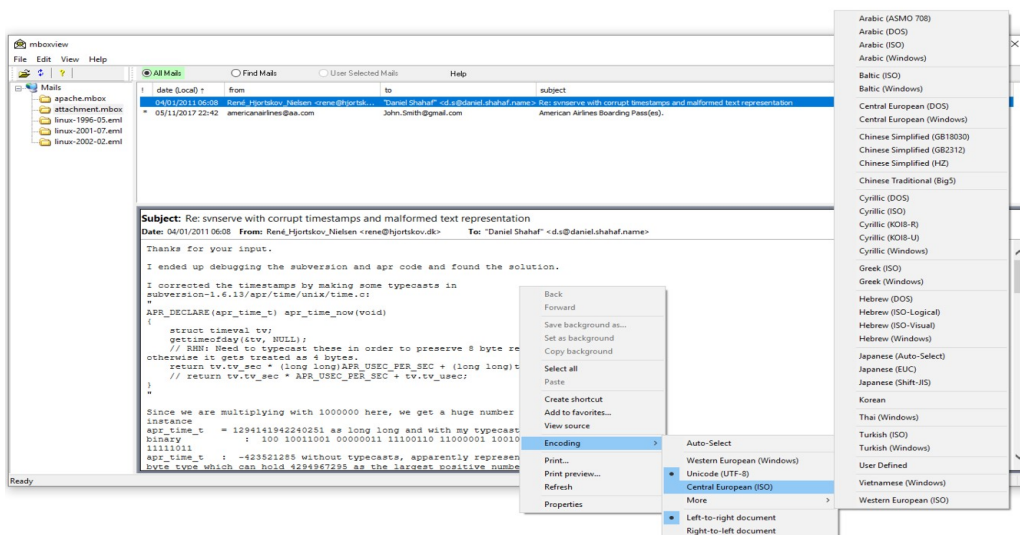 mboxview
File Edit View Help
All Mails Find Mails User Selected Mails Help
Mails
apache.mbox
attachment.mbox
linux-1996-05.eml
linux-2001-07.eml
linux-2002-02.eml
! date (Local) ↑ from to subject
04/01/2011 06:08 René_Hjortskov_Nielsen <rene@hjortsk... "Daniel Shahaf" <d.s@daniel.shahaf.name> Re: svnserve with corrupt timestamps and malformed text representation
* 05/11/2017 22:42 americanairlines@aa.com John.Smith@gmail.com American Airlines Boarding Pass(es).
Subject: Re: svnserve with corrupt timestamps and malformed text representation
Date: 04/01/2011 06:08 From: René_Hjortskov_Nielsen <rene@hjortskov.dk> To: "Daniel Shahaf" <d.s@daniel.shahaf.name>
Thanks for your input.
I ended up debugging the subversion and apr code and found the solution.
I corrected the timestamps by making some typecasts in
subversion-1.6.13/apr/time/unix/time.c:
"
APR_DECLARE(apr_time_t) apr_time_now(void)
{
struct timeval tv;
gettimeofday(&tv, NULL);
// RHN: Need to typecast these in order to preserve 8 byte re
otherwise it gets treated as 4 bytes.
return tv.tv_sec * (long long)APR_USEC_PER_SEC + (long long)t
// return tv.tv_sec * APR_USEC_PER_SEC + tv.tv_usec;
}
"
Since we are multiplying with 1000000 here, we get a huge number
instance
apr_time_t = 1294141942240251 as long long and with my typecast
binary : 100 10011001 00000011 11100110 11000001 10010
11111011
apr_time_t : -423521285 without typecasts, apparently represen
byte type which can hold 4294967295 as the largest positive numbe
Ready
Back
Forward
Save background as...
Set as background
Copy background
Select all
Paste
Create shortcut
Add to favorites...
View source
Encoding
Print...
Print preview...
Refresh
Properties
Auto-Select
Western European (Windows)
Unicode (UTF-8)
Central European (ISO)
More
Left-to-right document
Right-to-left document
Arabic (ASMO 708)
Arabic (DOS)
Arabic (ISO)
Arabic (Windows)
Baltic (ISO)
Baltic (Windows)
Central European (DOS)
Central European (Windows)
Chinese Simplified (GB18030)
Chinese Simplified (GB2312)
Chinese Simplified (HZ)
Chinese Traditional (Big5)
Cyrillic (DOS)
Cyrillic (ISO)
Cyrillic (KOI8-R)
Cyrillic (KOI8-U)
Cyrillic (Windows)
Greek (ISO)
Greek (Windows)
Hebrew (DOS)
Hebrew (ISO-Logical)
Hebrew (ISO-Visual)
Hebrew (Windows)
Japanese (Auto-Select)
Japanese (EUC)
Japanese (Shift-JIS)
Korean
Thai (Windows)
Turkish (ISO)
Turkish (Windows)
User Defined
Vietnamese (Windows)
Western European (ISO)